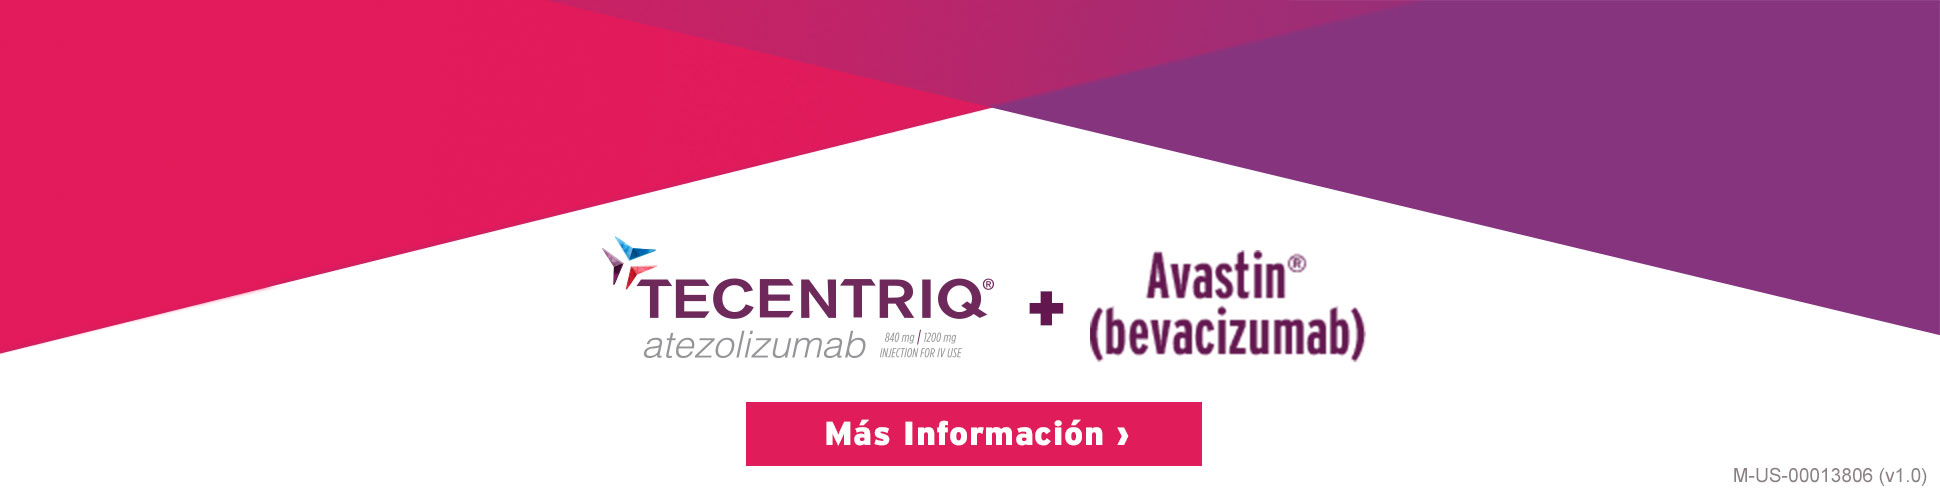 TECENTRIQ®
atezolizumab
840 mg | 1200 mg
INJECTION FOR IV USE
+
Avastin®
(bevacizumab)
Más Información ›
M-US-00013806 (v1.0)